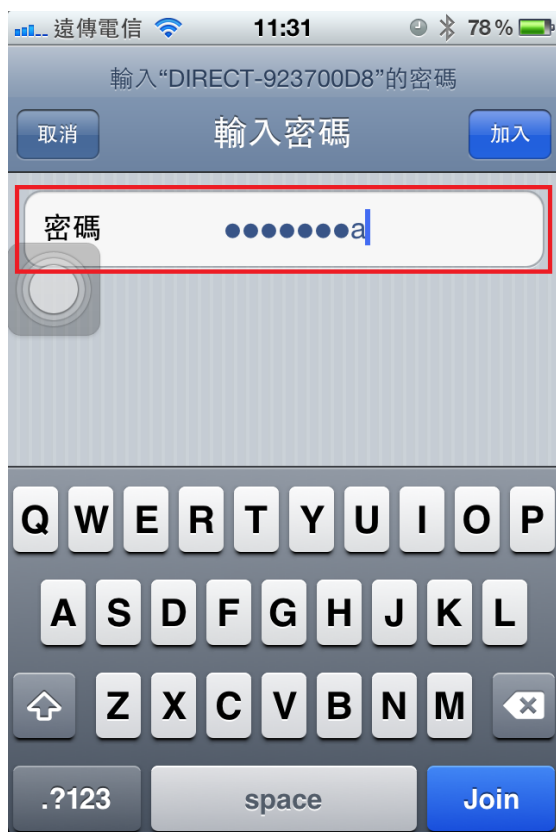 遠傳電信 11:31 78%
輸入“DIRECT-923700D8”的密碼
取消 輸入密碼 加入
密碼 ●●●●●●●a
Q W E R T Y U I O P
A S D F G H J K L
Z X C V B N M
.?123 space Join